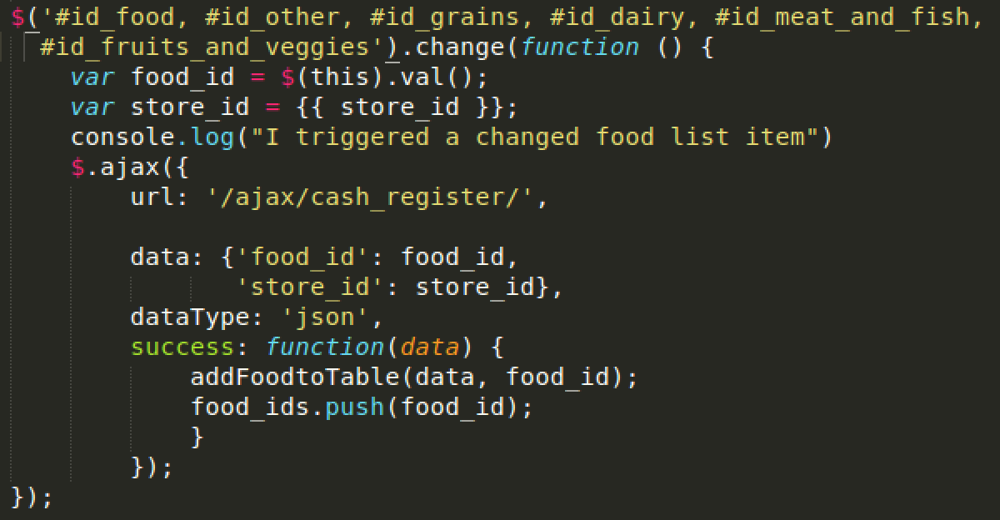 $('#id_food, #id_other, #id_grains, #id_dairy, #id_meat_and_fish,
  #id_fruits_and_veggies').change(function () {
    var food_id = $(this).val();
    var store_id = {{ store_id }};
    console.log("I triggered a changed food list item")
    $.ajax({
        url: '/ajax/cash_register/',

        data: {'food_id': food_id,
               'store_id': store_id},
        dataType: 'json',
        success: function(data) {
            addFoodtoTable(data, food_id);
            food_ids.push(food_id);
            }
        });
});